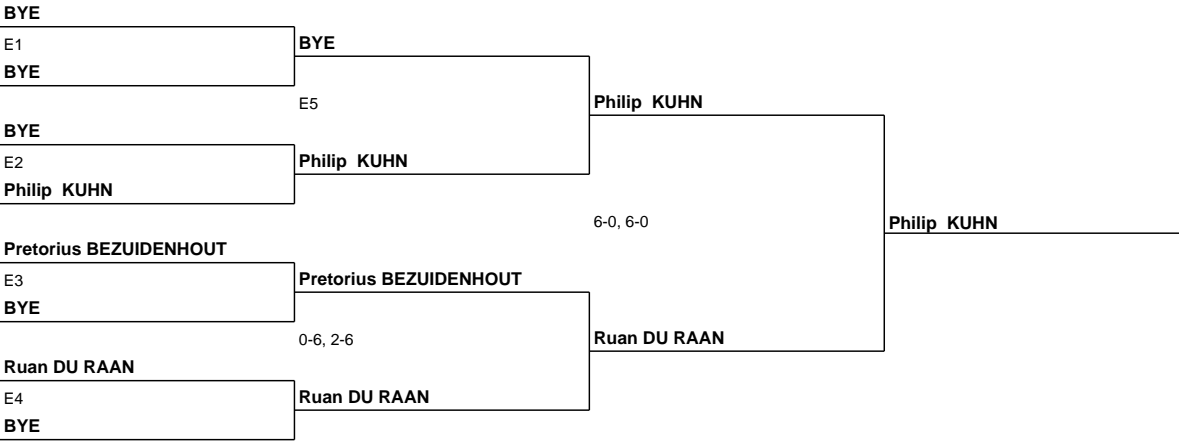 BYE
E1
BYE
BYE
E5
Philip KUHN
BYE
E2
Philip KUHN
Philip KUHN
6-0, 6-0
Philip KUHN
Pretorius BEZUIDENHOUT
E3
Pretorius BEZUIDENHOUT
BYE
0-6, 2-6
Ruan DU RAAN
Ruan DU RAAN
E4
Ruan DU RAAN
BYE